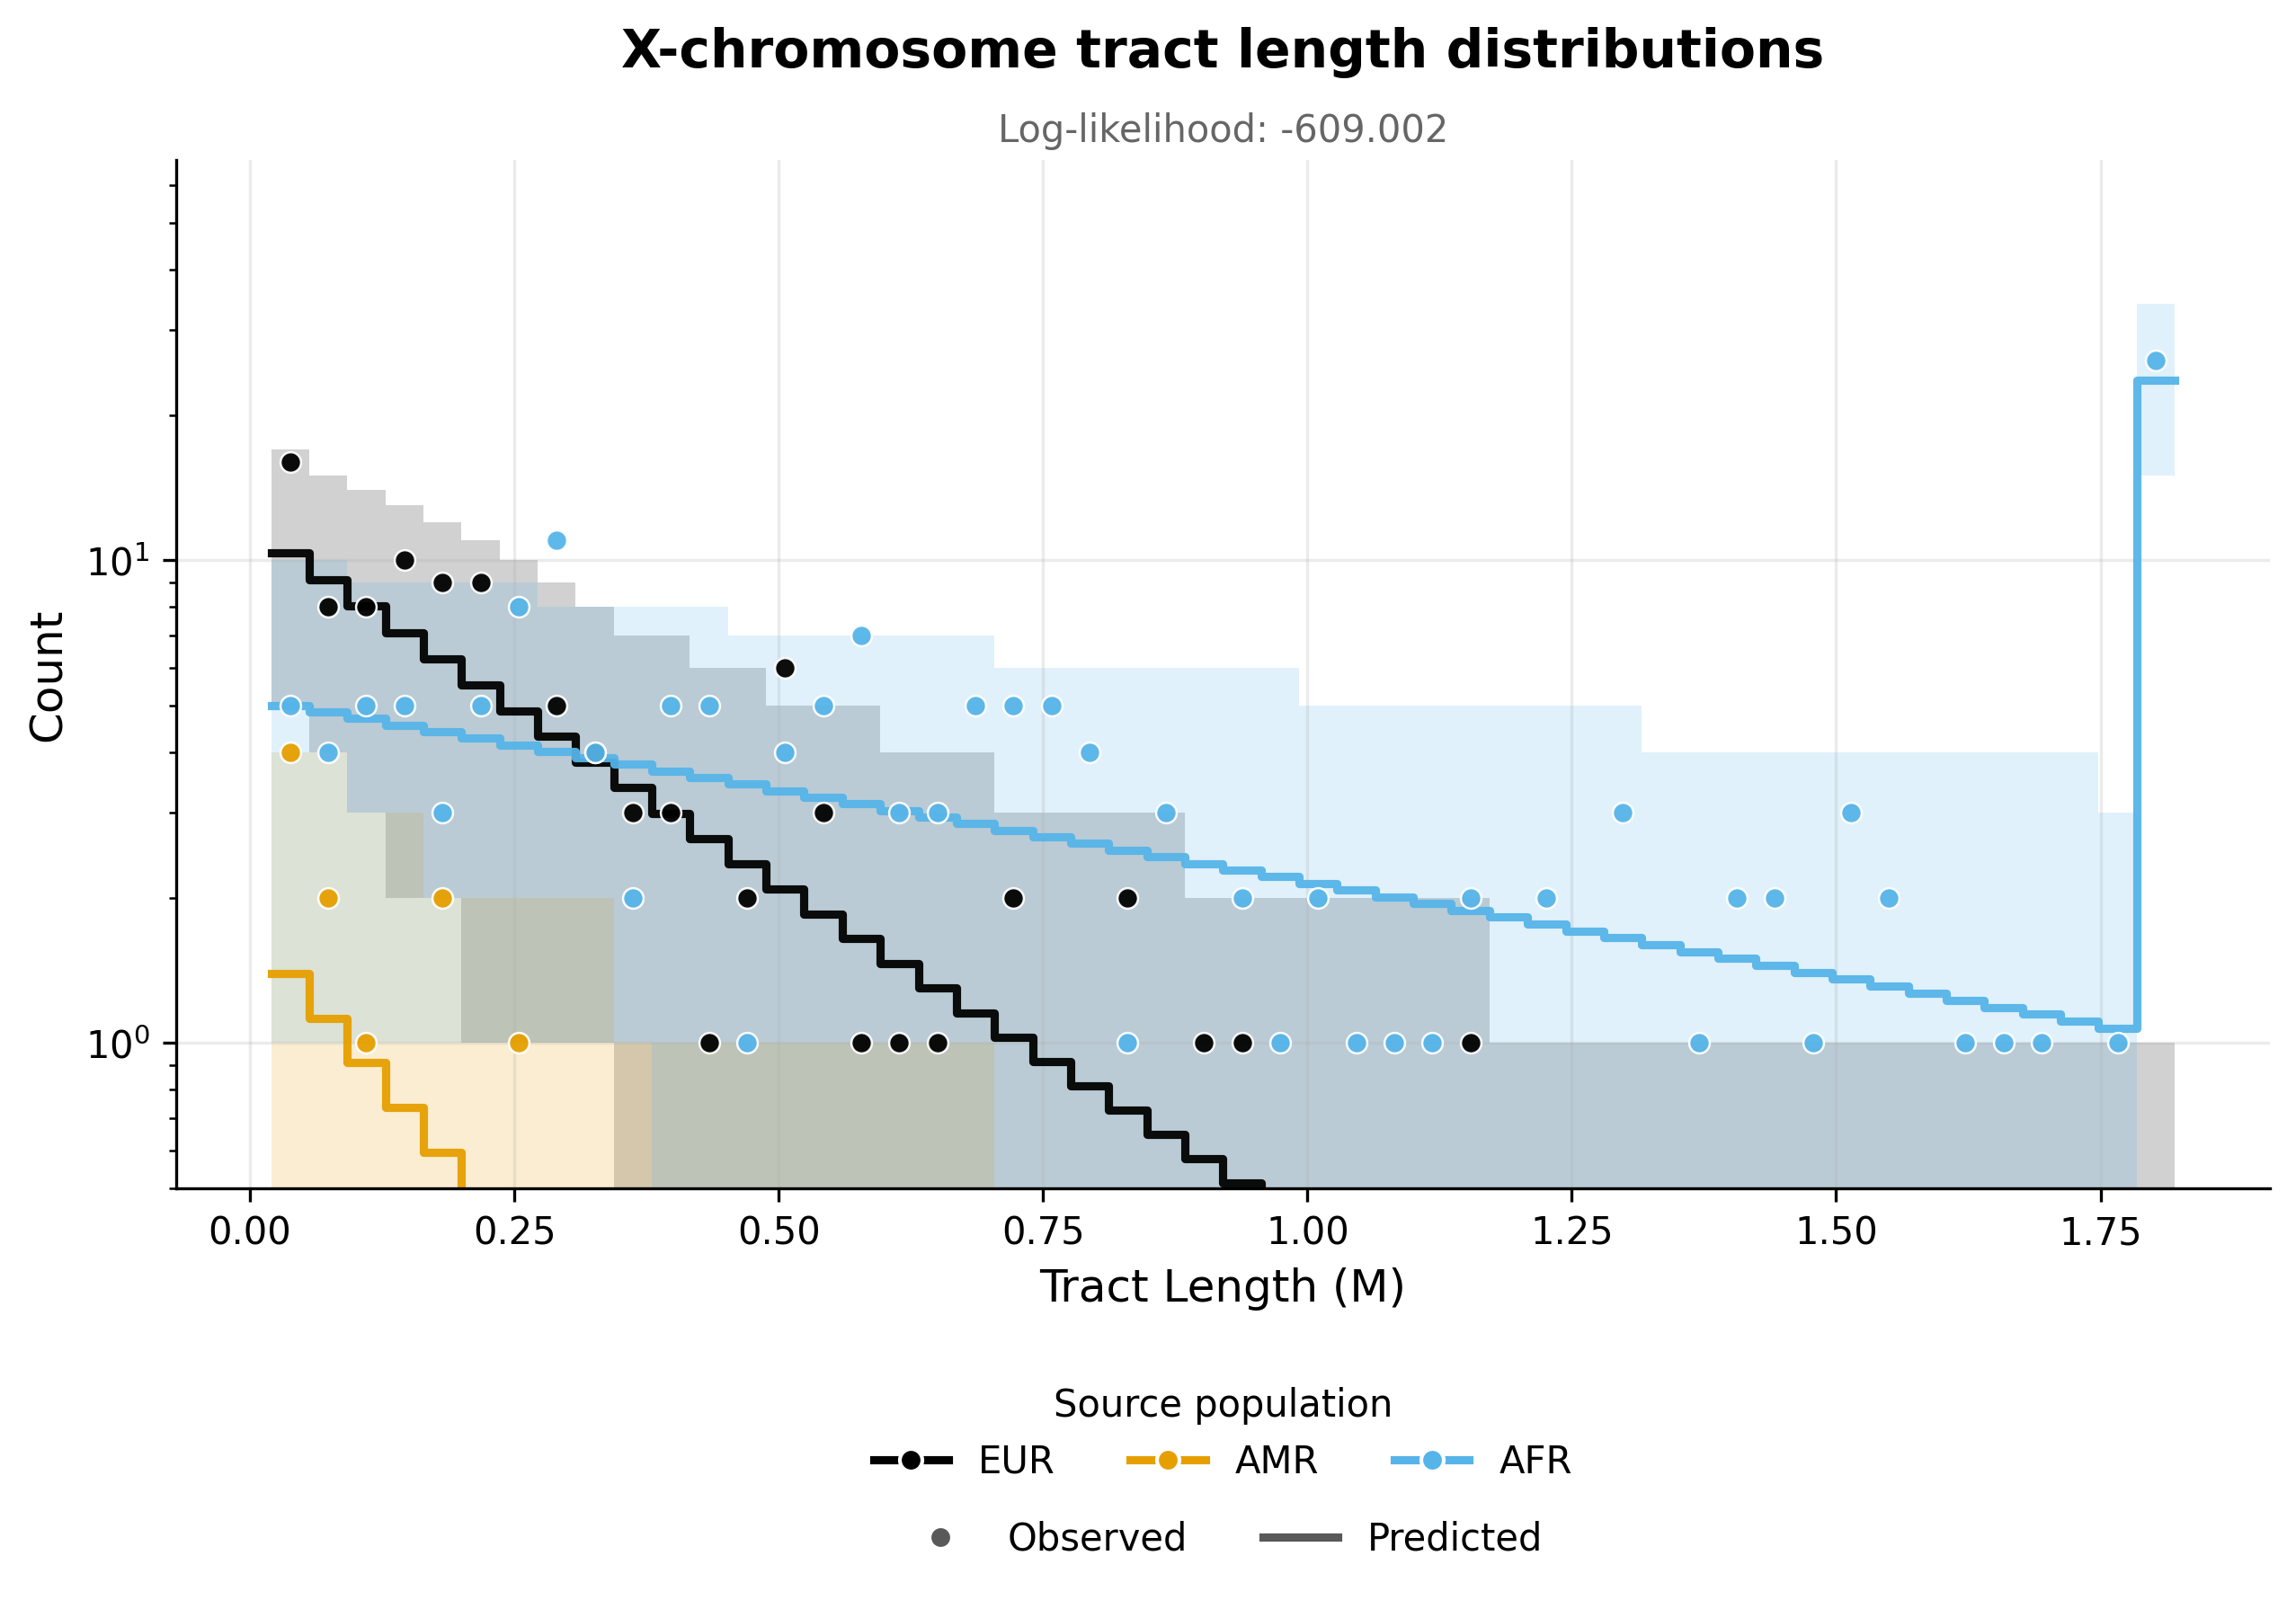 X-chromosome tract length distributions
Log-likelihood: -609.002
Count
10¹
10⁰
0.00 0.25 0.50 0.75 1.00 1.25 1.50 1.75
Tract Length (M)
Source population
EUR AMR AFR
Observed Predicted